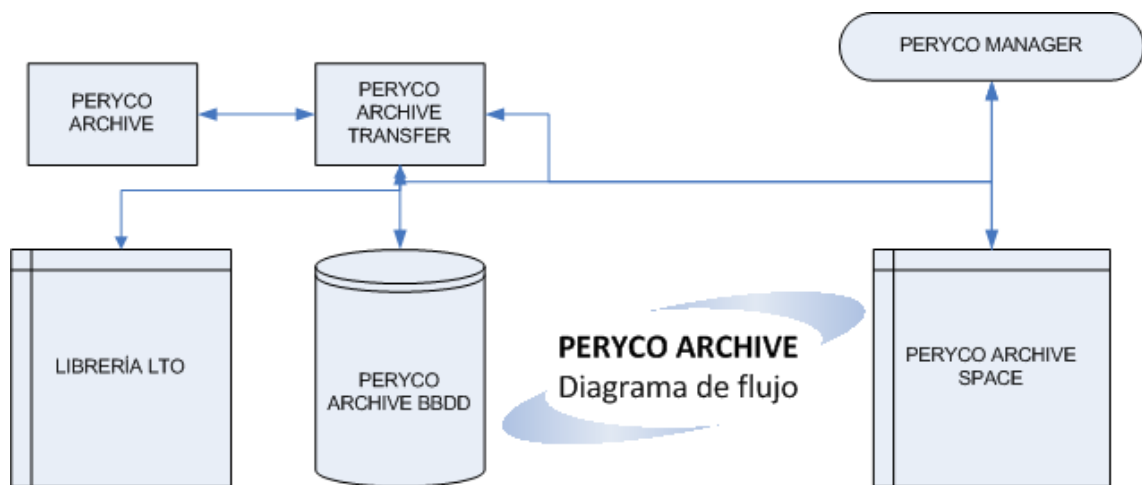 PERYCO MANAGER
PERYCO
ARCHIVE
PERYCO
ARCHIVE
TRANSFER
LIBRERÍA LTO
PERYCO
ARCHIVE BBDD
PERYCO ARCHIVE
Diagrama de flujo
PERYCO ARCHIVE
SPACE